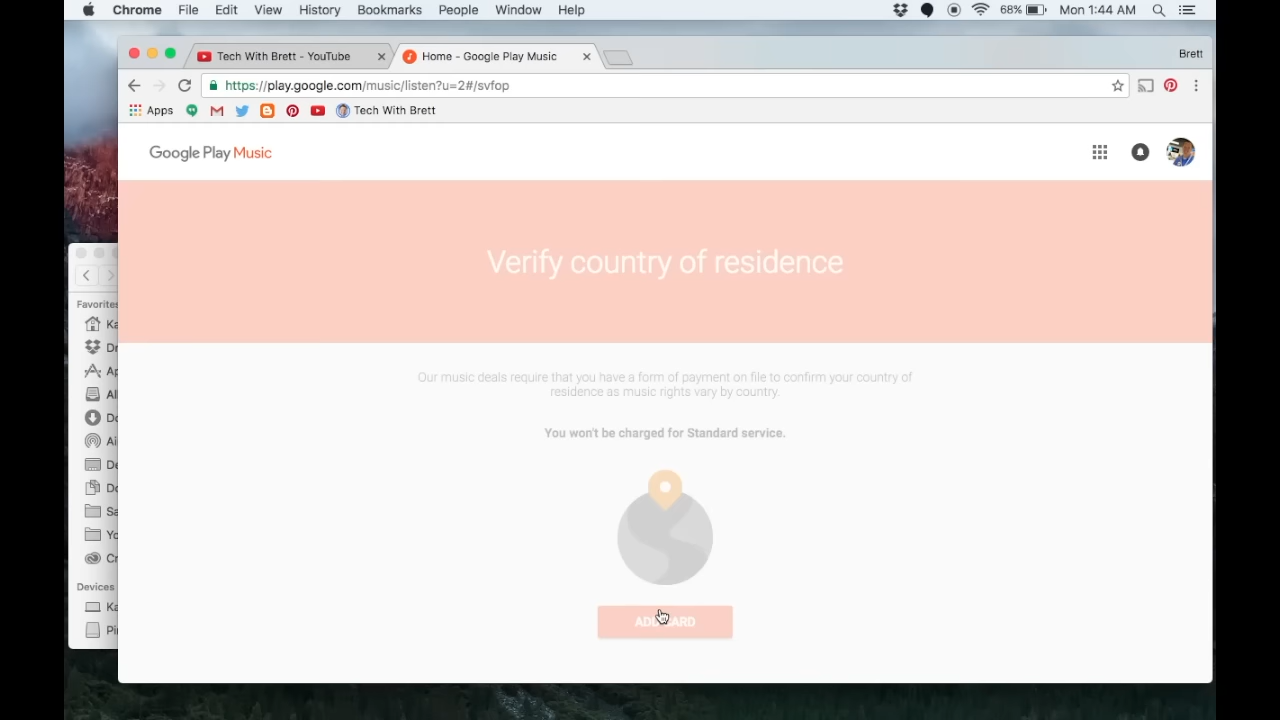 Chrome File Edit View History Bookmarks People Window Help 68% Mon 1:44 AM
Tech With Brett - YouTube Home - Google Play Music Brett
https://play.google.com/music/listen?u=2#/svfop
Apps Tech With Brett
Google Play Music
Verify country of residence
Favorites
Our music deals require that you have a form of payment on file to confirm your country of
residence as music rights vary by country.
You won't be charged for Standard service.
Devices